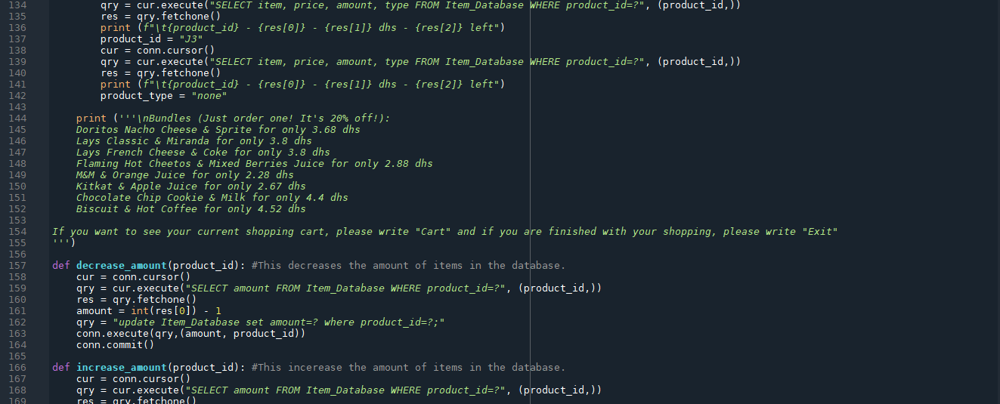 134 qry = cur.execute("SELECT item, price, amount, type FROM Item_Database WHERE product_id=?", (product_id,))
135 res = qry.fetchone()
136 print (f"\t{product_id} - {res[0]} - {res[1]} dhs - {res[2]} left")
137 product_id = "J3"
138 cur = conn.cursor()
139 qry = cur.execute("SELECT item, price, amount, type FROM Item_Database WHERE product_id=?", (product_id,))
140 res = qry.fetchone()
141 print (f"\t{product_id} - {res[0]} - {res[1]} dhs - {res[2]} left")
142 product_type = "none"
143
144 print ('''\nBundles (Just order one! It's 20% off!):
145 Doritos Nacho Cheese & Sprite for only 3.68 dhs
146 Lays Classic & Miranda for only 3.8 dhs
147 Lays French Cheese & Coke for only 3.8 dhs
148 Flaming Hot Cheetos & Mixed Berries Juice for only 2.88 dhs
149 M&M & Orange Juice for only 2.28 dhs
150 Kitkat & Apple Juice for only 2.67 dhs
151 Chocolate Chip Cookie & Milk for only 4.4 dhs
152 Biscuit & Hot Coffee for only 4.52 dhs
153
154 If you want to see your current shopping cart, please write "Cart" and if you are finished with your shopping, please write "Exit"
155 ''')
156
157 def decrease_amount(product_id): #This decreases the amount of items in the database.
158 cur = conn.cursor()
159 qry = cur.execute("SELECT amount FROM Item_Database WHERE product_id=?", (product_id,))
160 res = qry.fetchone()
161 amount = int(res[0]) - 1
162 qry = "update Item_Database set amount=? where product_id=?;"
163 conn.execute(qry,(amount, product_id))
164 conn.commit()
165
166 def increase_amount(product_id): #This incerease the amount of items in the database.
167 cur = conn.cursor()
168 qry = cur.execute("SELECT amount FROM Item_Database WHERE product_id=?", (product_id,))
169 res = qry.fetchone()